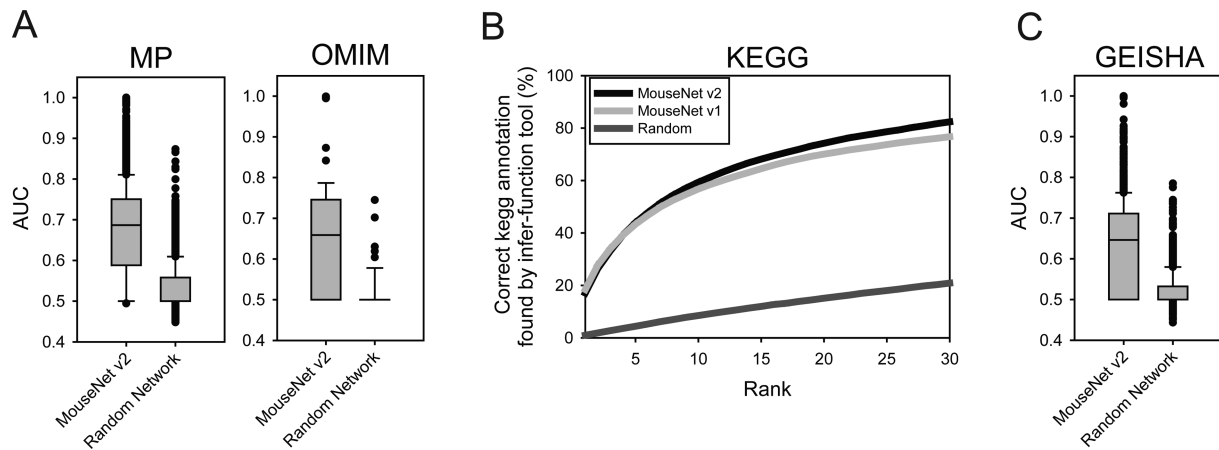 A
MP
AUC
1.0
0.9
0.8
0.7
0.6
0.5
0.4
MouseNet v2
Random Network
OMIM
1.0
0.9
0.8
0.7
0.6
0.5
0.4
MouseNet v2
Random Network
B
KEGG
Correct kegg annotation
found by infer-function tool (%)
100
80
60
40
20
0
MouseNet v2
MouseNet v1
Random
5
10
15
20
25
30
Rank
C
GEISHA
AUC
1.0
0.9
0.8
0.7
0.6
0.5
0.4
MouseNet v2
Random Network